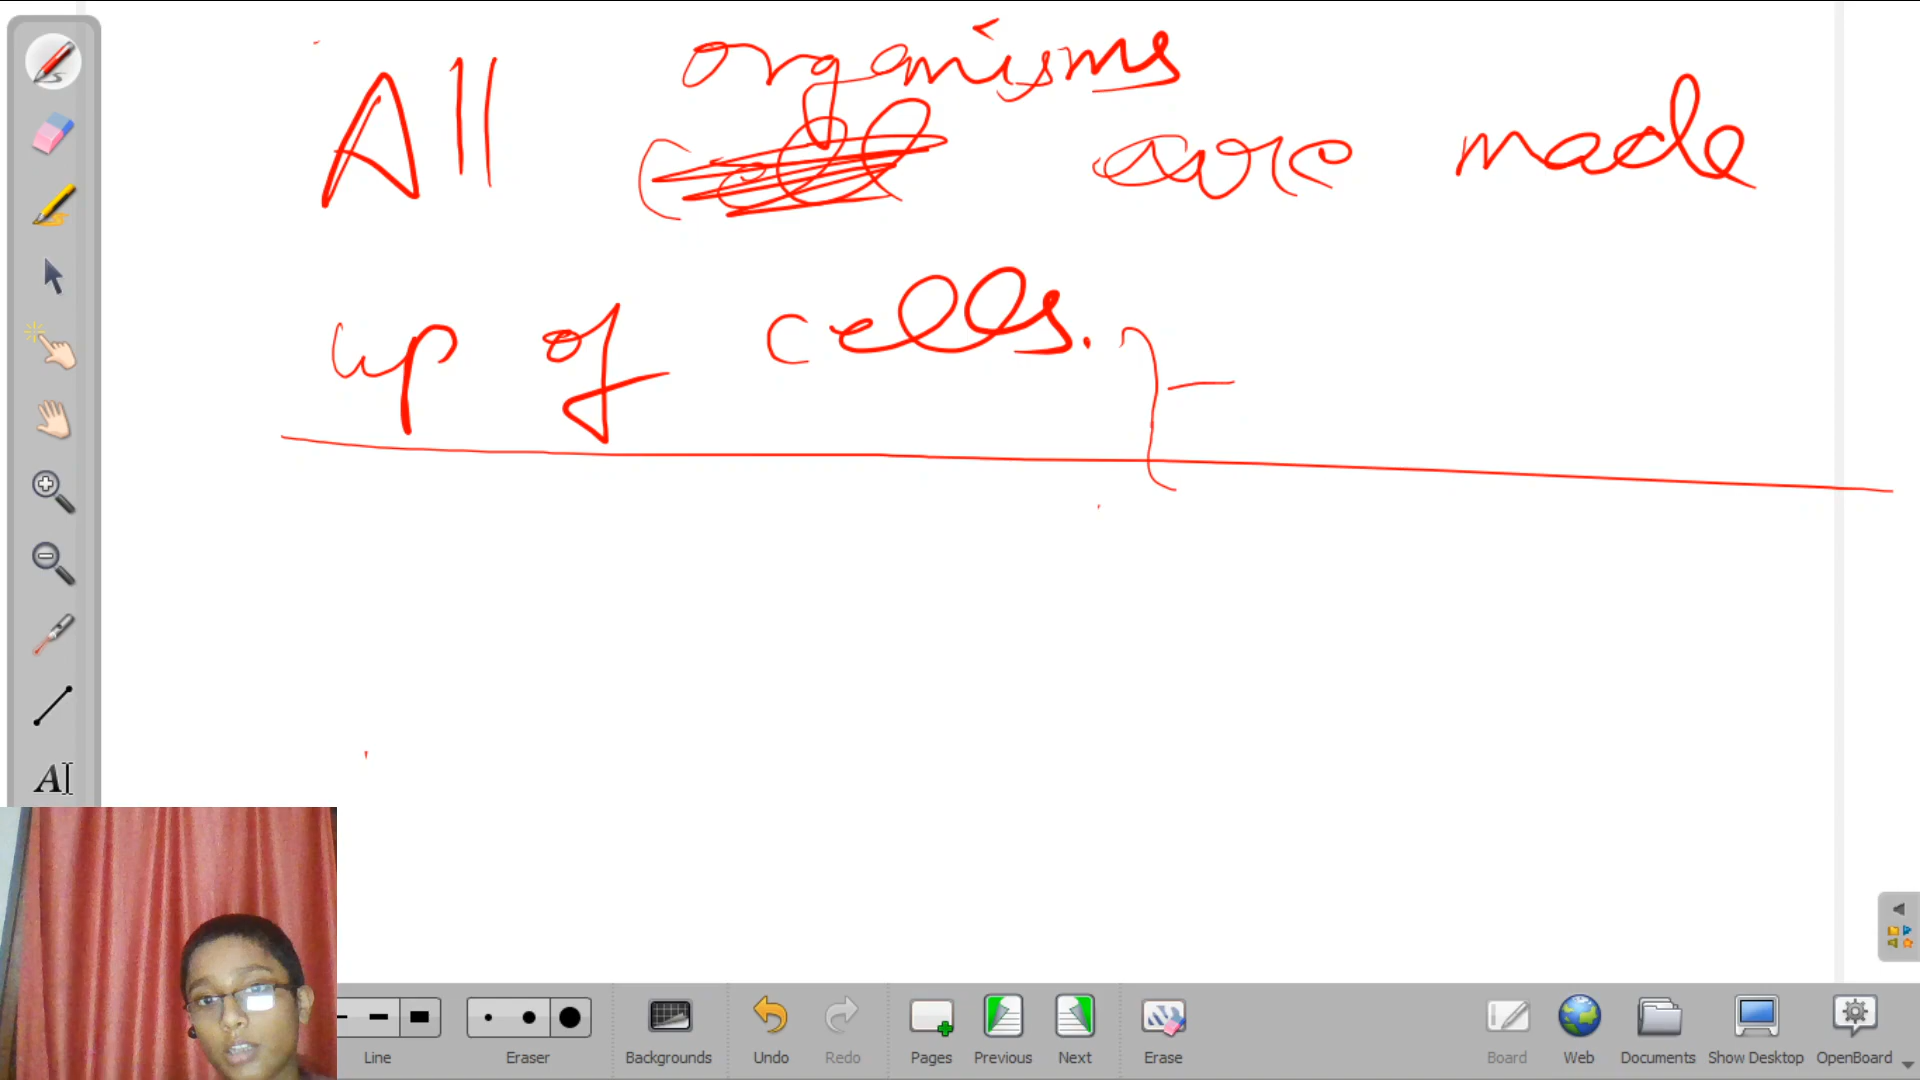 All organisms are made
up of cells.
AI
Line
Eraser
Backgrounds
Undo
Redo
Pages
Previous
Next
Erase
Board
Web
Documents
Show Desktop
OpenBoard